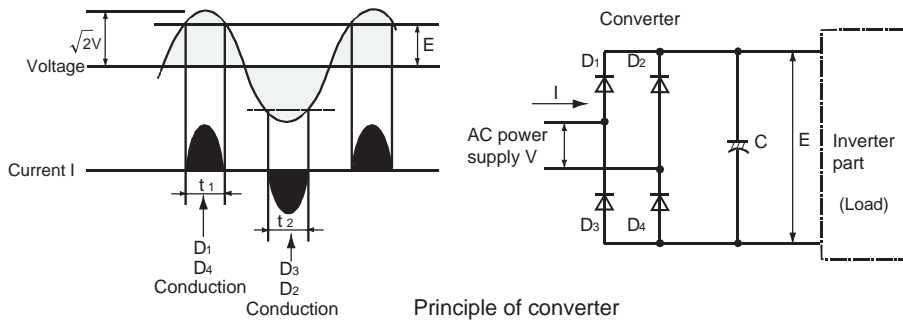 √2V
E
Voltage
Current I
t1
t2
D1
D4
Conduction
D3
D2
Conduction
Converter
D1
D2
I
AC power
supply V
C
E
Inverter
part
(Load)
D3
D4
Principle of converter